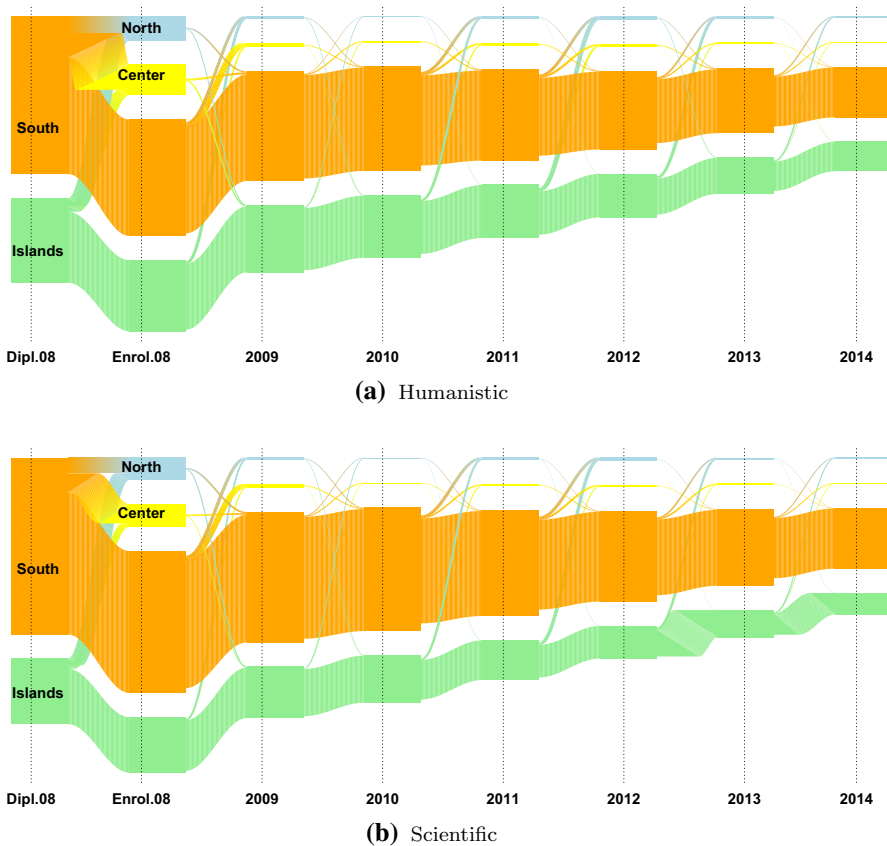 North
Center
South
Islands
Dipl.08 Enrol.08 2009 2010 2011 2012 2013 2014
(a) Humanistic
North
Center
South
Islands
Dipl.08 Enrol.08 2009 2010 2011 2012 2013 2014
(b) Scientific